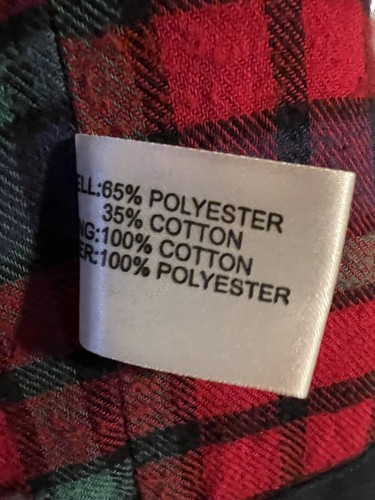 ELL:65% POLYESTER
35% COTTON
NG:100% COTTON
ER:100% POLYESTER